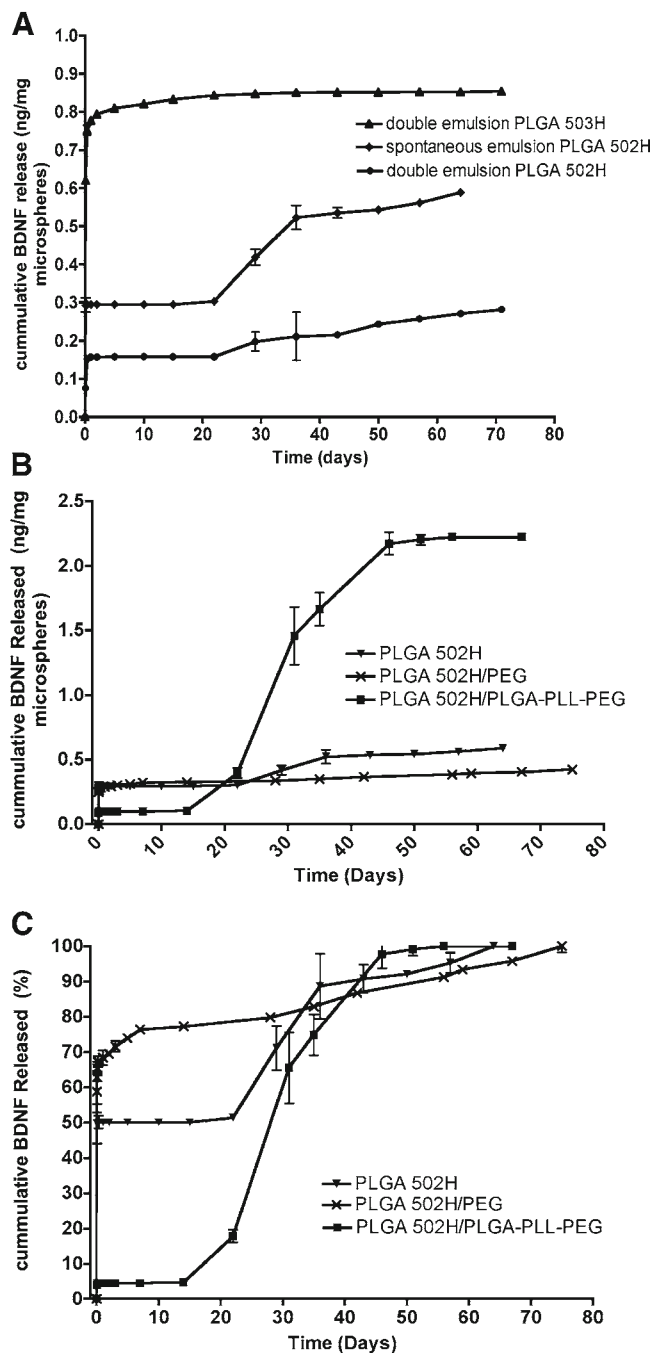 A
cummulative BDNF release (ng/mg
microspheres)
1.0
0.9
0.8
0.7
0.6
0.5
0.4
0.3
0.2
0.1
0.0
double emulsion PLGA 503H
spontaneous emulsion PLGA 502H
double emulsion PLGA 502H
0 10 20 30 40 50 60 70 80
Time (days)
B
cummulative BDNF Released (ng/mg
microspheres)
2.5
2.0
1.5
1.0
0.5
0.0
PLGA 502H
PLGA 502H/PEG
PLGA 502H/PLGA-PLL-PEG
0 10 20 30 40 50 60 70 80
Time (Days)
C
cummulative BDNF Released (%)
100
90
80
70
60
50
40
30
20
10
0
PLGA 502H
PLGA 502H/PEG
PLGA 502H/PLGA-PLL-PEG
0 10 20 30 40 50 60 70 80
Time (Days)